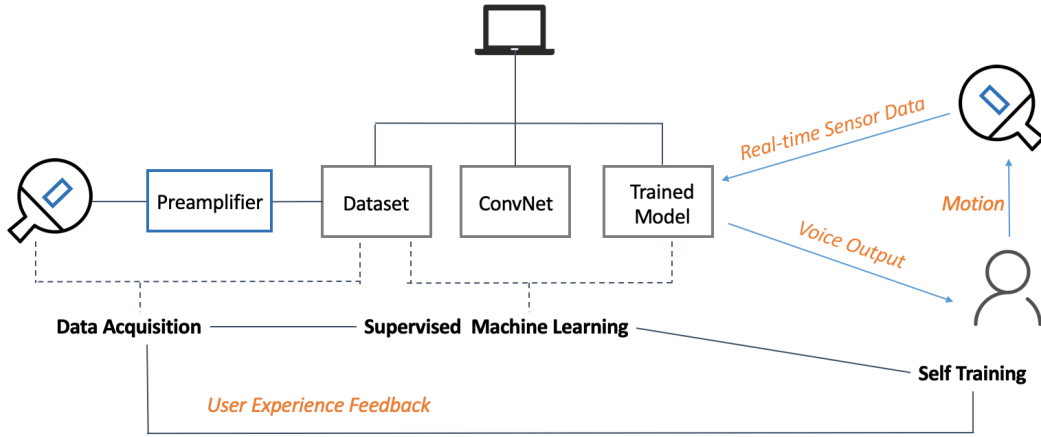 Real-time Sensor Data
Preamplifier
Dataset
ConvNet
Trained
Model
Motion
Voice Output
Data Acquisition
Supervised Machine Learning
Self Training
User Experience Feedback